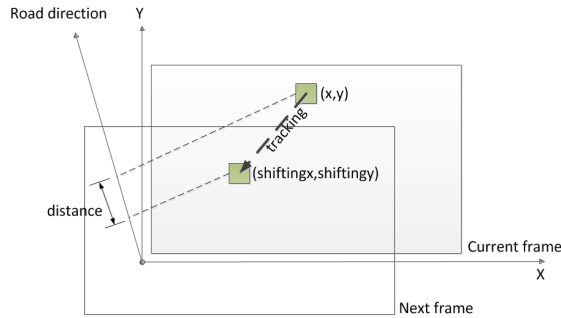 Road direction
Y
(x,y)
tracking
(shiftingx,shiftingy)
distance
Current frame
X
Next frame